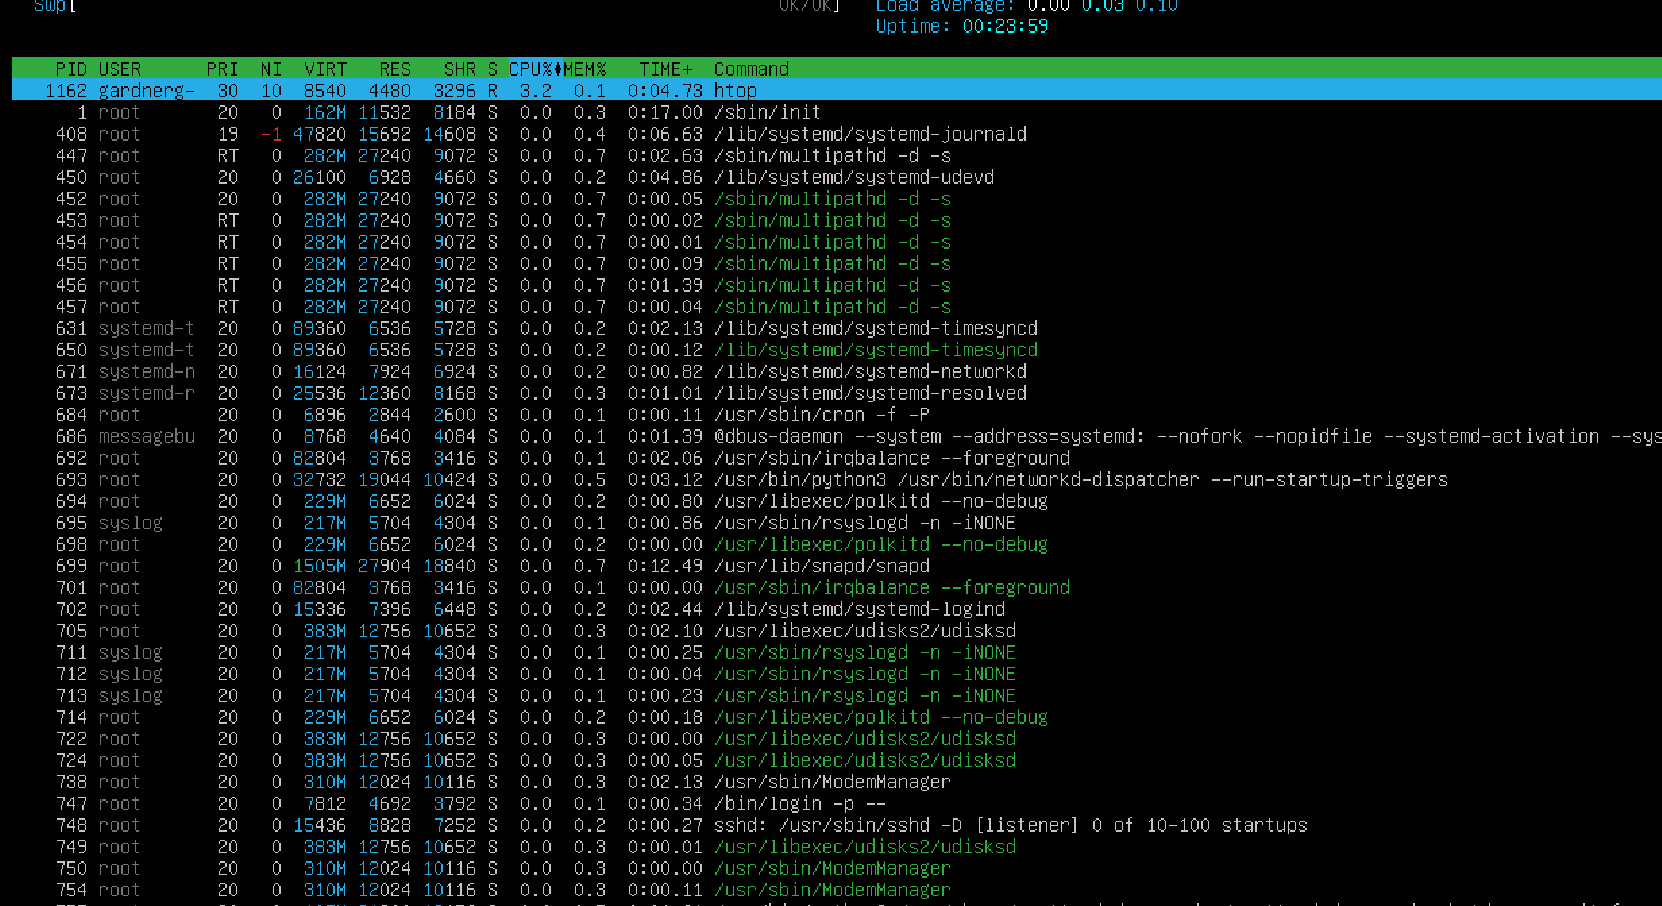 Swp[ 0K/0K] Load average: 0.00 0.03 0.10
Uptime: 00:23:59
PID USER PRI NI VIRT RES SHR S CPU%♦MEM% TIME+ Command
1162 gardnerg- 30 10 8540 4480 3296 R 3.2 0.1 0:04.73 htop
1 root 20 0 162M 11532 8184 S 0.0 0.3 0:17.00 /sbin/init
408 root 19 -1 47820 15692 14608 S 0.0 0.4 0:06.63 /lib/systemd/systemd-journald
447 root RT 0 282M 27240 9072 S 0.0 0.7 0:02.63 /sbin/multipathd -d -s
450 root 20 0 26100 6928 4660 S 0.0 0.2 0:04.86 /lib/systemd/systemd-udevd
452 root 20 0 282M 27240 9072 S 0.0 0.7 0:00.05 /sbin/multipathd -d -s
453 root RT 0 282M 27240 9072 S 0.0 0.7 0:00.02 /sbin/multipathd -d -s
454 root RT 0 282M 27240 9072 S 0.0 0.7 0:00.01 /sbin/multipathd -d -s
455 root RT 0 282M 27240 9072 S 0.0 0.7 0:00.09 /sbin/multipathd -d -s
456 root RT 0 282M 27240 9072 S 0.0 0.7 0:01.39 /sbin/multipathd -d -s
457 root RT 0 282M 27240 9072 S 0.0 0.7 0:00.04 /sbin/multipathd -d -s
631 systemd-t 20 0 89360 6536 5728 S 0.0 0.2 0:02.13 /lib/systemd/systemd-timesyncd
650 systemd-t 20 0 89360 6536 5728 S 0.0 0.2 0:00.12 /lib/systemd/systemd-timesyncd
671 systemd-n 20 0 16124 7924 6924 S 0.0 0.2 0:00.82 /lib/systemd/systemd-networkd
673 systemd-r 20 0 25536 12360 8168 S 0.0 0.3 0:01.01 /lib/systemd/systemd-resolved
684 root 20 0 6896 2844 2600 S 0.0 0.1 0:00.11 /usr/sbin/cron -f -P
686 messagebu 20 0 8768 4640 4084 S 0.0 0.1 0:01.39 @dbus-daemon --system --address=systemd: --nofork --nopidfile --systemd-activation --sys
692 root 20 0 82804 3768 3416 S 0.0 0.1 0:02.06 /usr/sbin/irqbalance --foreground
693 root 20 0 32732 19044 10424 S 0.0 0.5 0:03.12 /usr/bin/python3 /usr/bin/networkd-dispatcher --run-startup-triggers
694 root 20 0 229M 6652 6024 S 0.0 0.2 0:00.80 /usr/libexec/polkitd --no-debug
695 syslog 20 0 217M 5704 4304 S 0.0 0.1 0:00.86 /usr/sbin/rsyslogd -n -iNONE
698 root 20 0 229M 6652 6024 S 0.0 0.2 0:00.00 /usr/libexec/polkitd --no-debug
699 root 20 0 1505M 27904 18840 S 0.0 0.7 0:12.49 /usr/lib/snapd/snapd
701 root 20 0 82804 3768 3416 S 0.0 0.1 0:00.00 /usr/sbin/irqbalance --foreground
702 root 20 0 15336 7396 6448 S 0.0 0.2 0:02.44 /lib/systemd/systemd-logind
705 root 20 0 383M 12756 10652 S 0.0 0.3 0:02.10 /usr/libexec/udisks2/udisksd
711 syslog 20 0 217M 5704 4304 S 0.0 0.1 0:00.25 /usr/sbin/rsyslogd -n -iNONE
712 syslog 20 0 217M 5704 4304 S 0.0 0.1 0:00.04 /usr/sbin/rsyslogd -n -iNONE
713 syslog 20 0 217M 5704 4304 S 0.0 0.1 0:00.23 /usr/sbin/rsyslogd -n -iNONE
714 root 20 0 229M 6652 6024 S 0.0 0.2 0:00.18 /usr/libexec/polkitd --no-debug
722 root 20 0 383M 12756 10652 S 0.0 0.3 0:00.00 /usr/libexec/udisks2/udisksd
724 root 20 0 383M 12756 10652 S 0.0 0.3 0:00.05 /usr/libexec/udisks2/udisksd
738 root 20 0 310M 12024 10116 S 0.0 0.3 0:02.13 /usr/sbin/ModemManager
747 root 20 0 7812 4692 3792 S 0.0 0.1 0:00.34 /bin/login -p --
748 root 20 0 15436 8828 7252 S 0.0 0.2 0:00.27 sshd: /usr/sbin/sshd -D [listener] 0 of 10-100 startups
749 root 20 0 383M 12756 10652 S 0.0 0.3 0:00.01 /usr/libexec/udisks2/udisksd
750 root 20 0 310M 12024 10116 S 0.0 0.3 0:00.00 /usr/sbin/ModemManager
754 root 20 0 310M 12024 10116 S 0.0 0.3 0:00.11 /usr/sbin/ModemManager